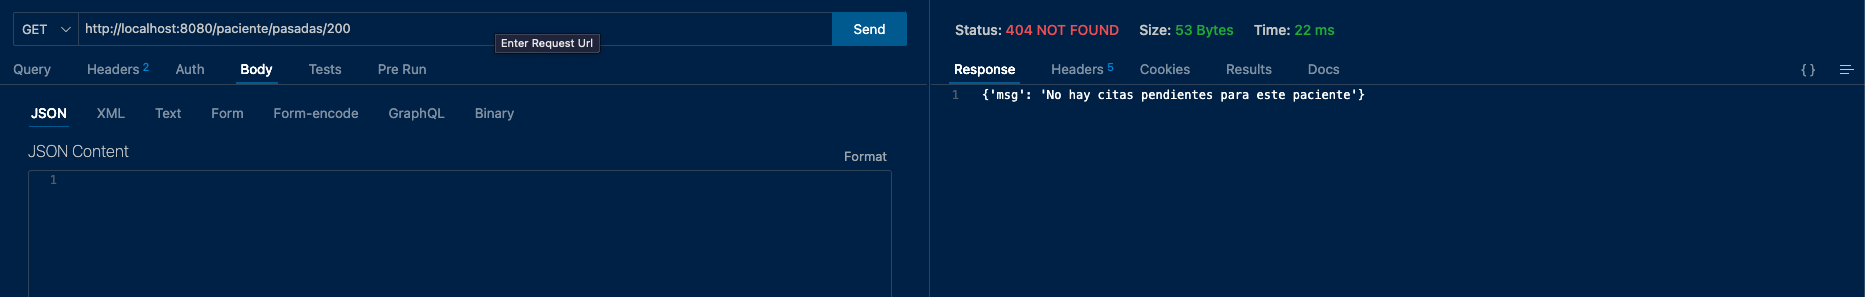 GET http://localhost:8080/paciente/pasadas/200 Send
Enter Request Url
Query Headers 2 Auth Body Tests Pre Run
JSON XML Text Form Form-encode GraphQL Binary
JSON Content
Format
1
Status: 404 NOT FOUND Size: 53 Bytes Time: 22 ms
Response Headers 5 Cookies Results Docs { }
1 {'msg': 'No hay citas pendientes para este paciente'}